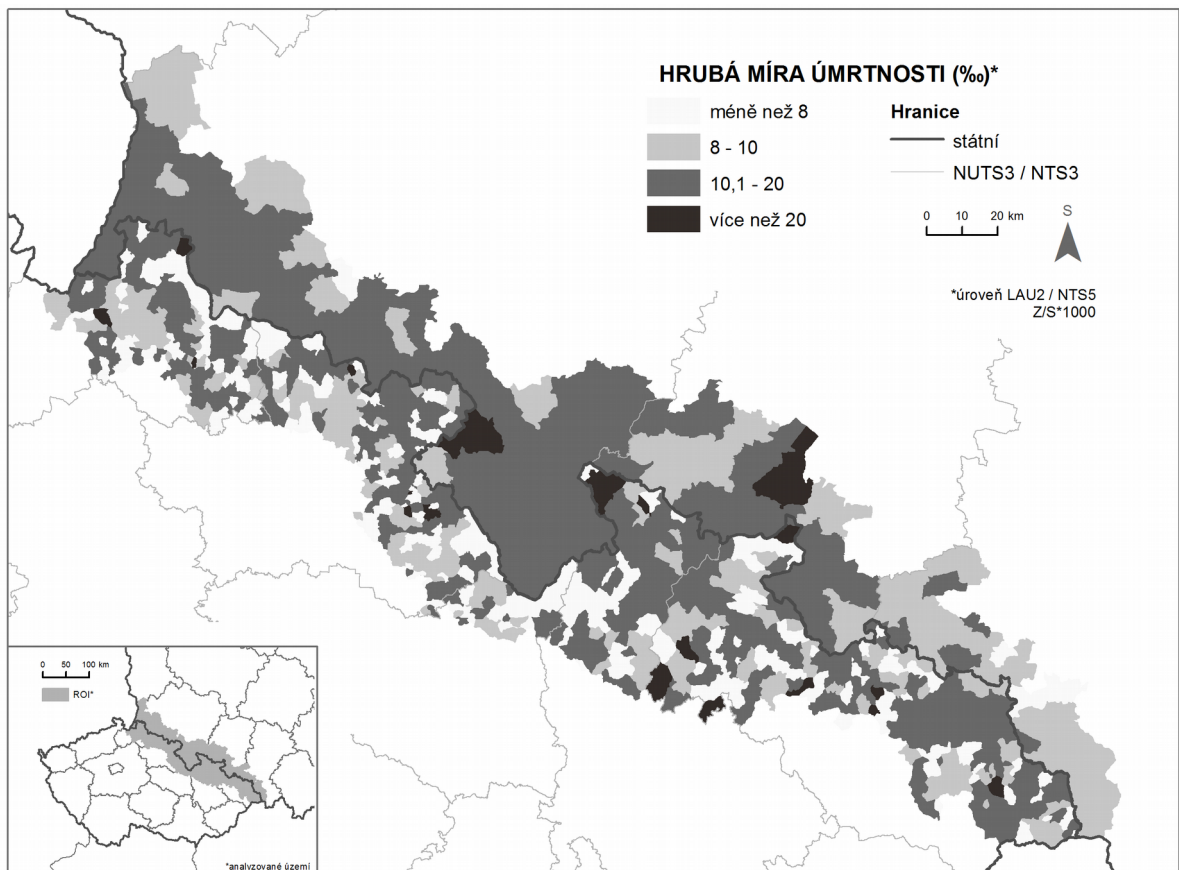 HRUBÁ MÍRA ÚMRTNOSTI (‰)*
méně než 8
8 - 10
10,1 - 20
více než 20
Hranice
státní
NUTS3 / NTS3
0 10 20 km
S
*úroveň LAU2 / NTS5
Z/S*1000
0 50 100 km
ROI*
*analyzované území